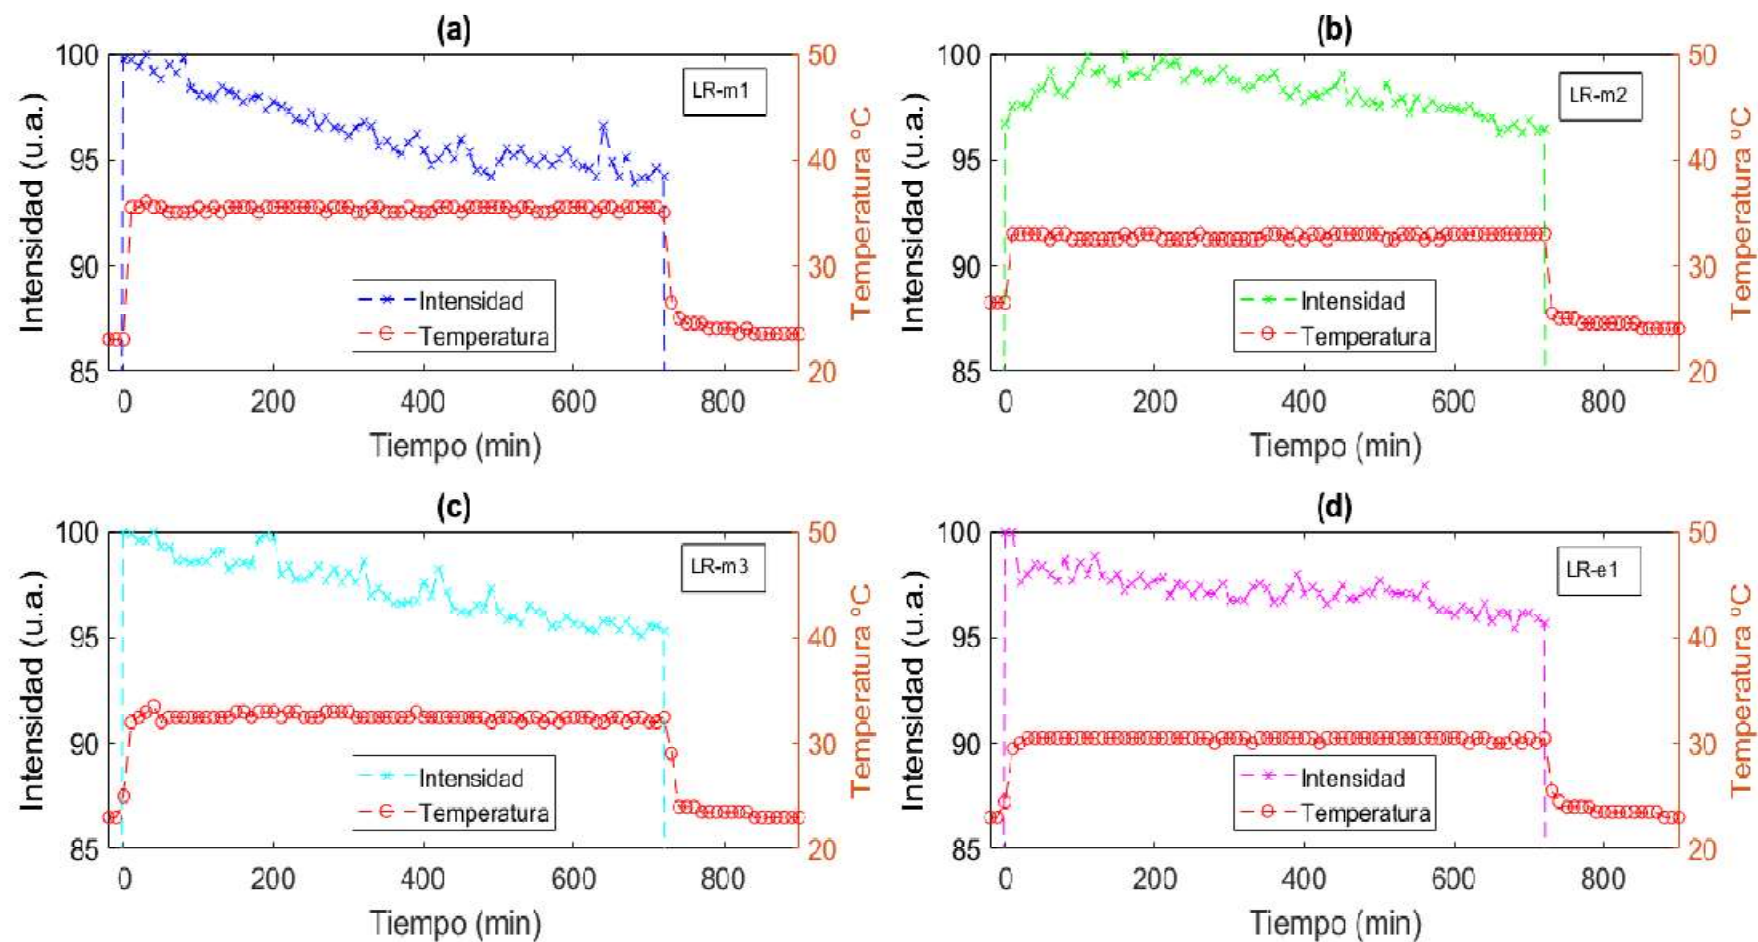 (a)
100
95
90
85
Intensidad (u.a.)
50
40
30
20
Temperatura ºC
LR-m1
Intensidad
Temperatura
0 200 400 600 800
Tiempo (min)
(b)
100
95
90
85
Intensidad (u.a.)
50
40
30
20
Temperatura ºC
LR-m2
Intensidad
Temperatura
0 200 400 600 800
Tiempo (min)
(c)
100
95
90
85
Intensidad (u.a.)
50
40
30
20
Temperatura ºC
LR-m3
Intensidad
Temperatura
0 200 400 600 800
Tiempo (min)
(d)
100
95
90
85
Intensidad (u.a.)
50
40
30
20
Temperatura ºC
LR-e1
Intensidad
Temperatura
0 200 400 600 800
Tiempo (min)